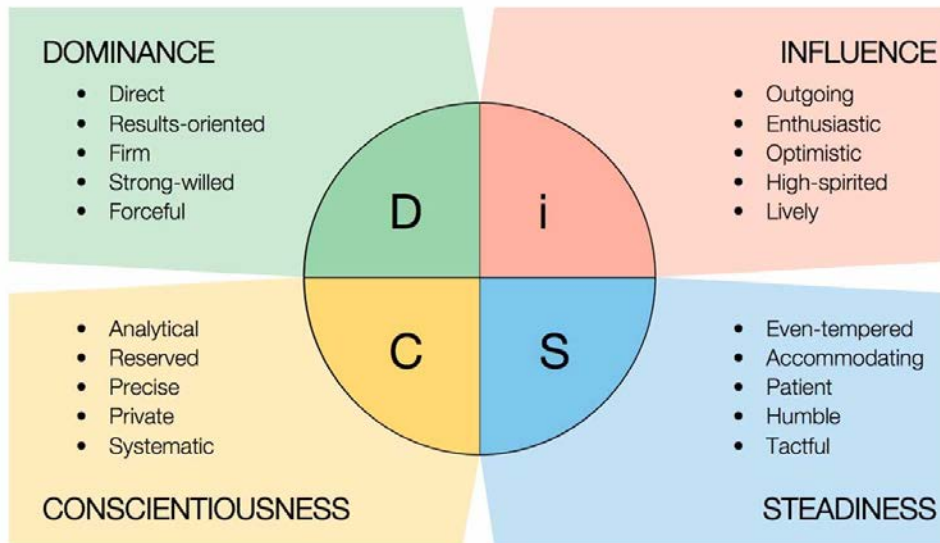 DOMINANCE
• Direct
• Results-oriented
• Firm
• Strong-willed
• Forceful
INFLUENCE
• Outgoing
• Enthusiastic
• Optimistic
• High-spirited
• Lively
D
i
C
S
• Analytical
• Reserved
• Precise
• Private
• Systematic
CONSCIENTIOUSNESS
• Even-tempered
• Accommodating
• Patient
• Humble
• Tactful
STEADINESS